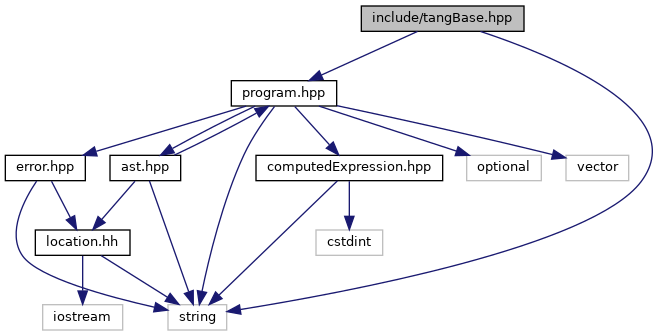 include/tangBase.hpp
program.hpp
error.hpp
ast.hpp
computedExpression.hpp
optional
vector
location.hh
cstdint
iostream
string